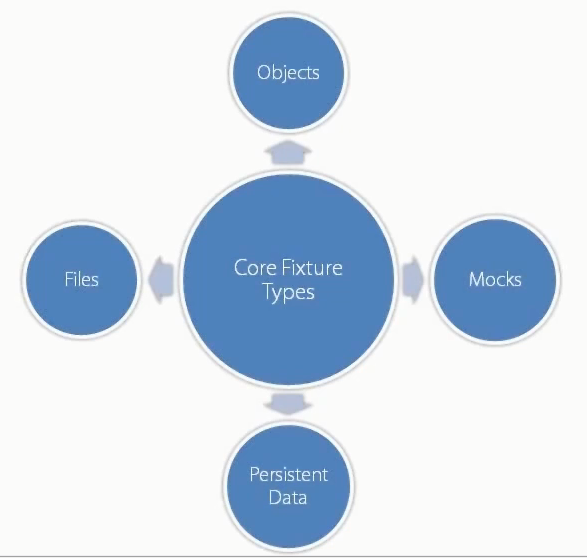 Objects
Files
Core Fixture
Types
Mocks
Persistent
Data